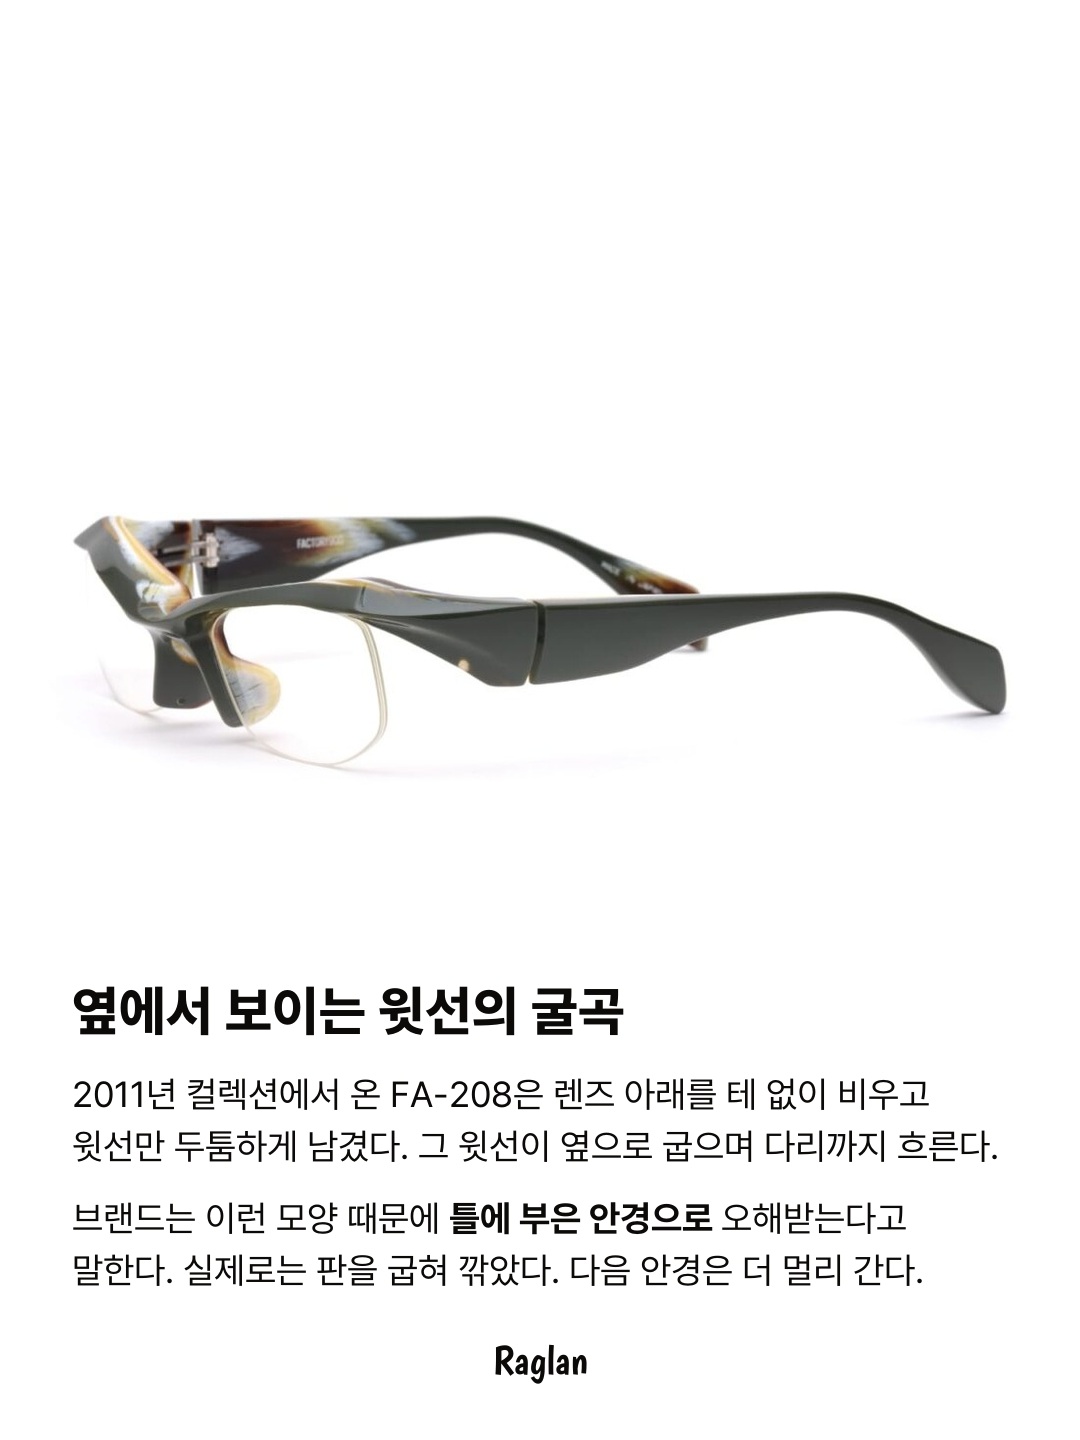 FACTORY900
옆에서 보이는 윗선의 굴곡
2011년 컬렉션에서 온 FA-208은 렌즈 아래를 테 없이 비우고
윗선만 두툼하게 남겼다. 그 윗선이 옆으로 굽으며 다리까지 흐른다.
브랜드는 이런 모양 때문에 틀에 부은 안경으로 오해받는다고
말한다. 실제로는 판을 굽혀 깎았다. 다음 안경은 더 멀리 간다.
Raglan